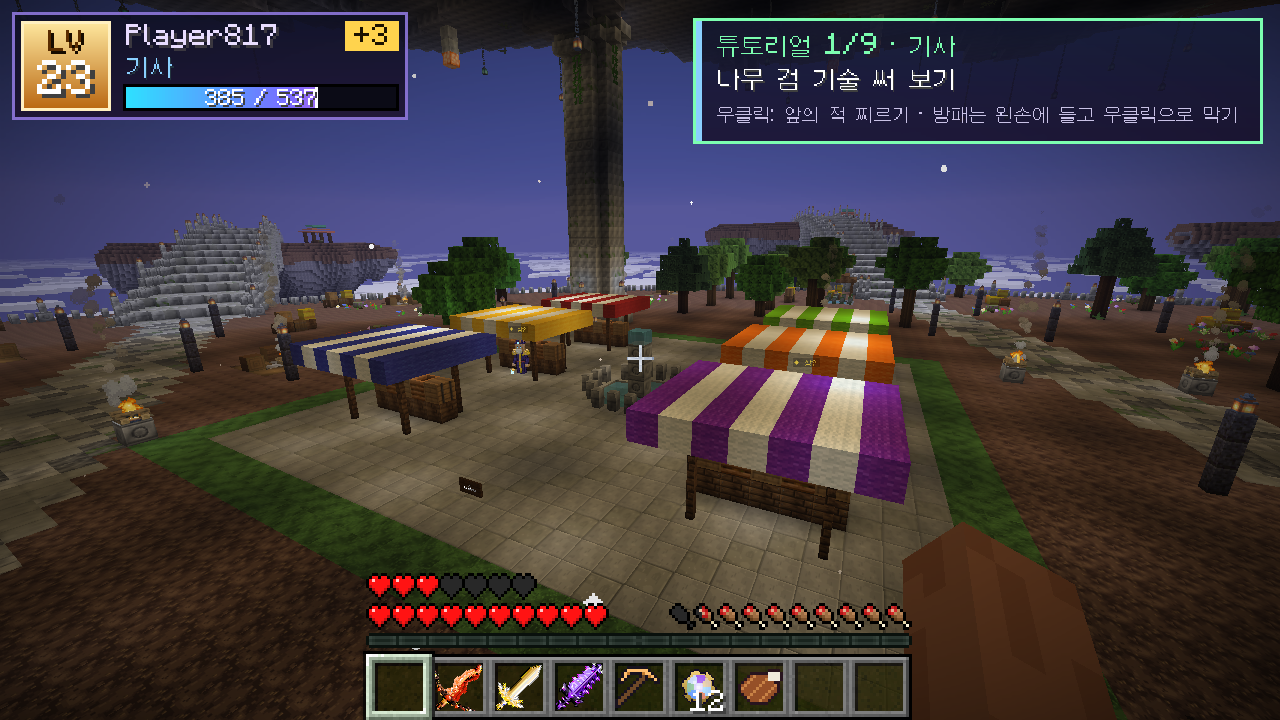 LV
23
Player817
+3
기사
385 / 537
튜토리얼 1/9 · 기사
나무 검 기술 써 보기
우클릭: 앞의 적 찌르기 · 방패는 왼손에 들고 우클릭으로 막기
12